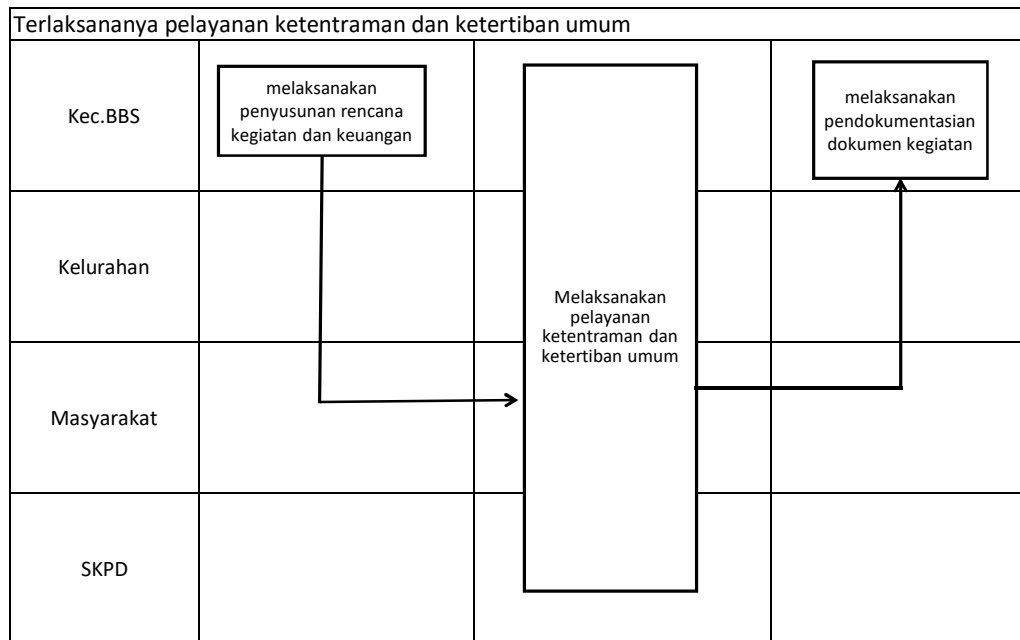 Terlaksananya pelayanan ketentraman dan ketertiban umum
Kec.BBS
melaksanakan
penyusunan rencana
kegiatan dan keuangan
melaksanakan
pendokumentasian
dokumen kegiatan
Kelurahan
Melaksanakan
pelayanan
ketentraman dan
ketertiban umum
Masyarakat
SKPD